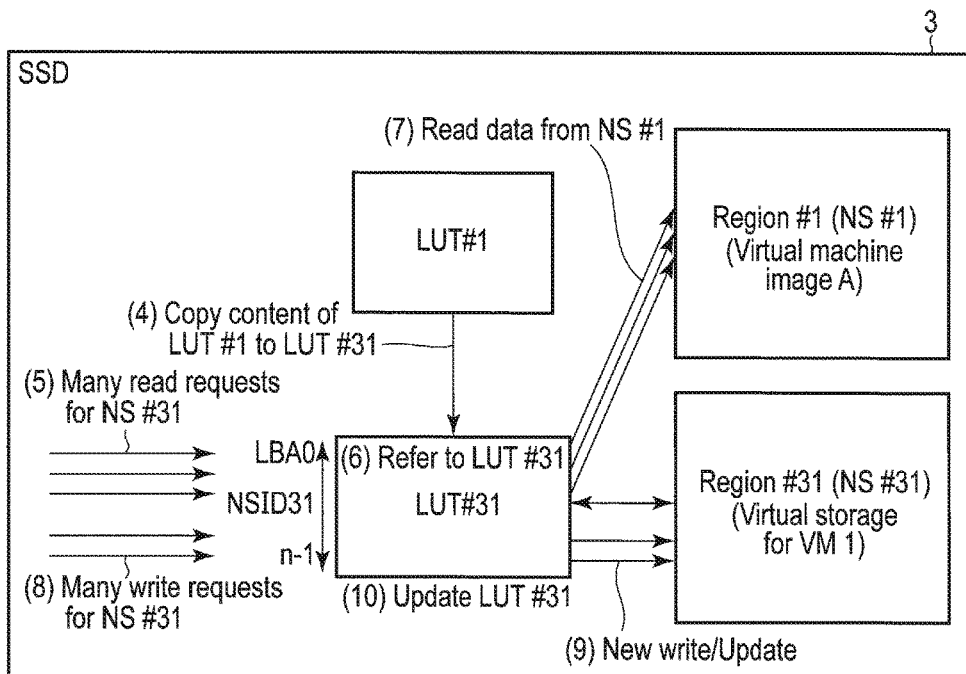 3
SSD
(7) Read data from NS #1
LUT#1
Region #1 (NS #1)
(Virtual machine
image A)
(4) Copy content of
LUT #1 to LUT #31
(5) Many read requests
for NS #31
LBA0
NSID31
n-1
(6) Refer to LUT #31
LUT#31
Region #31 (NS #31)
(Virtual storage
for VM 1)
(8) Many write requests
for NS #31
(10) Update LUT #31
(9) New write/Update